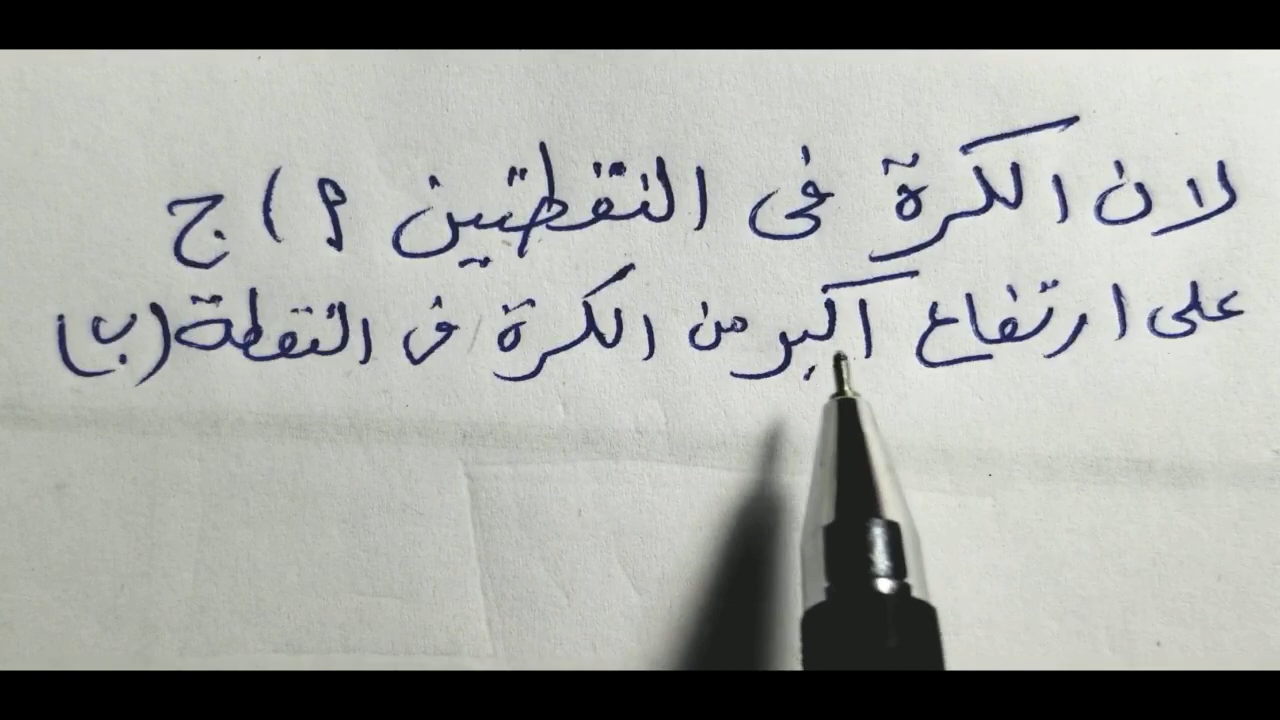 لان الكرة فى النقطتين م ) ج
على ارتفاع اكبر من الكرة فى النقطة (ب)